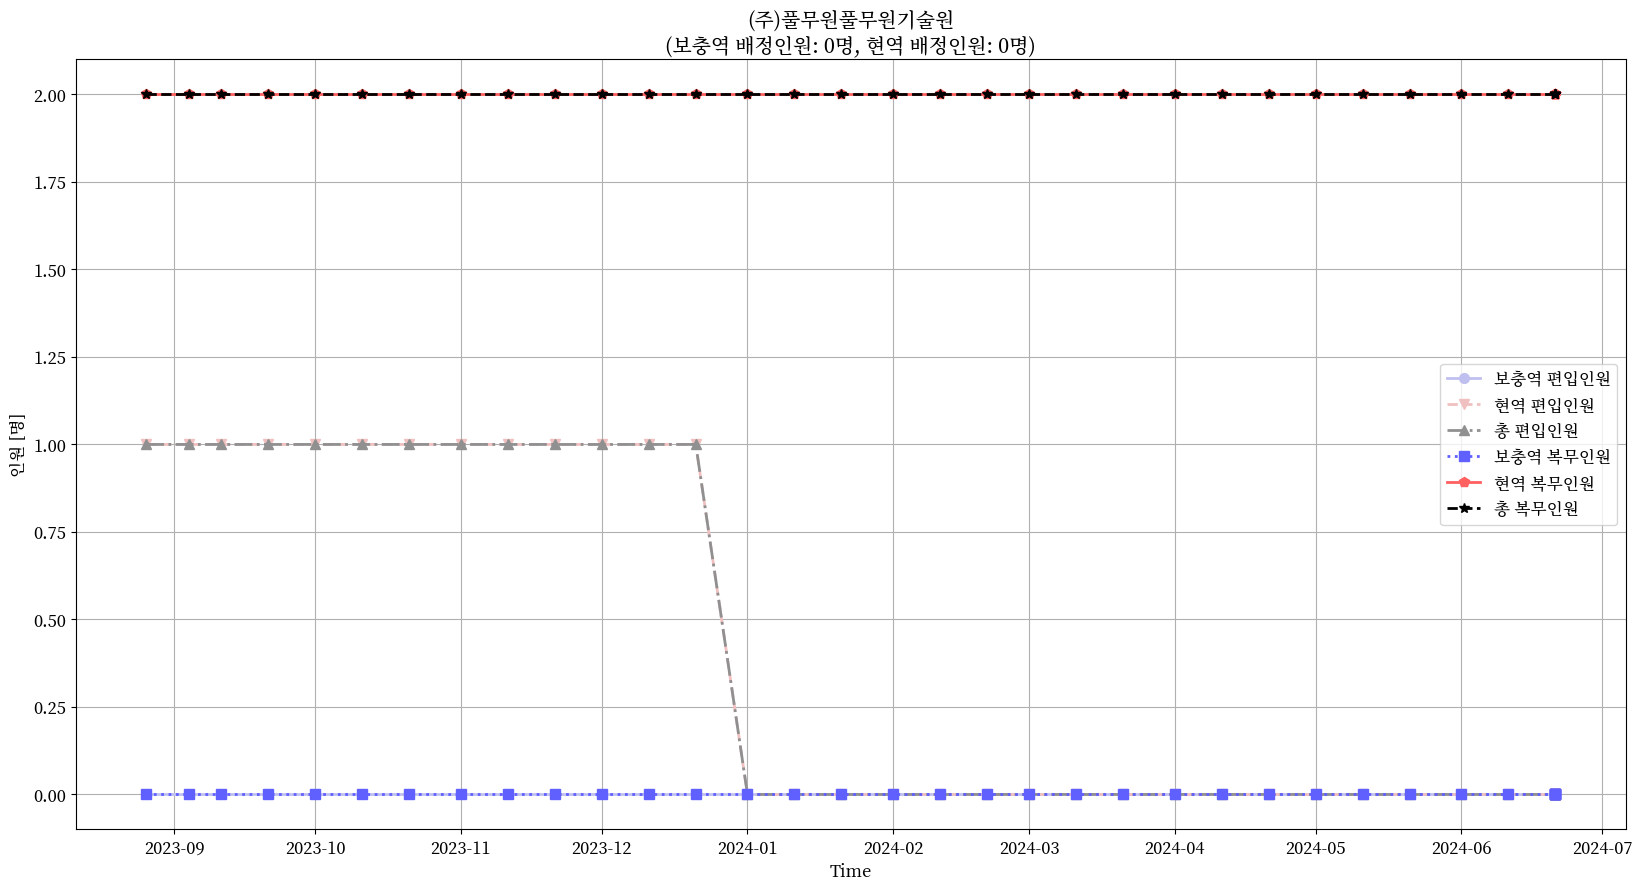 (주)풀무원풀무원기술원
(보충역 배정인원: 0명, 현역 배정인원: 0명)
2.00
1.75
1.50
1.25
1.00
0.75
0.50
0.25
0.00
인원 [명]
보충역 편입인원
현역 편입인원
총 편입인원
보충역 복무인원
현역 복무인원
총 복무인원
2023-09 2023-10 2023-11 2023-12 2024-01 2024-02 2024-03 2024-04 2024-05 2024-06 2024-07
Time